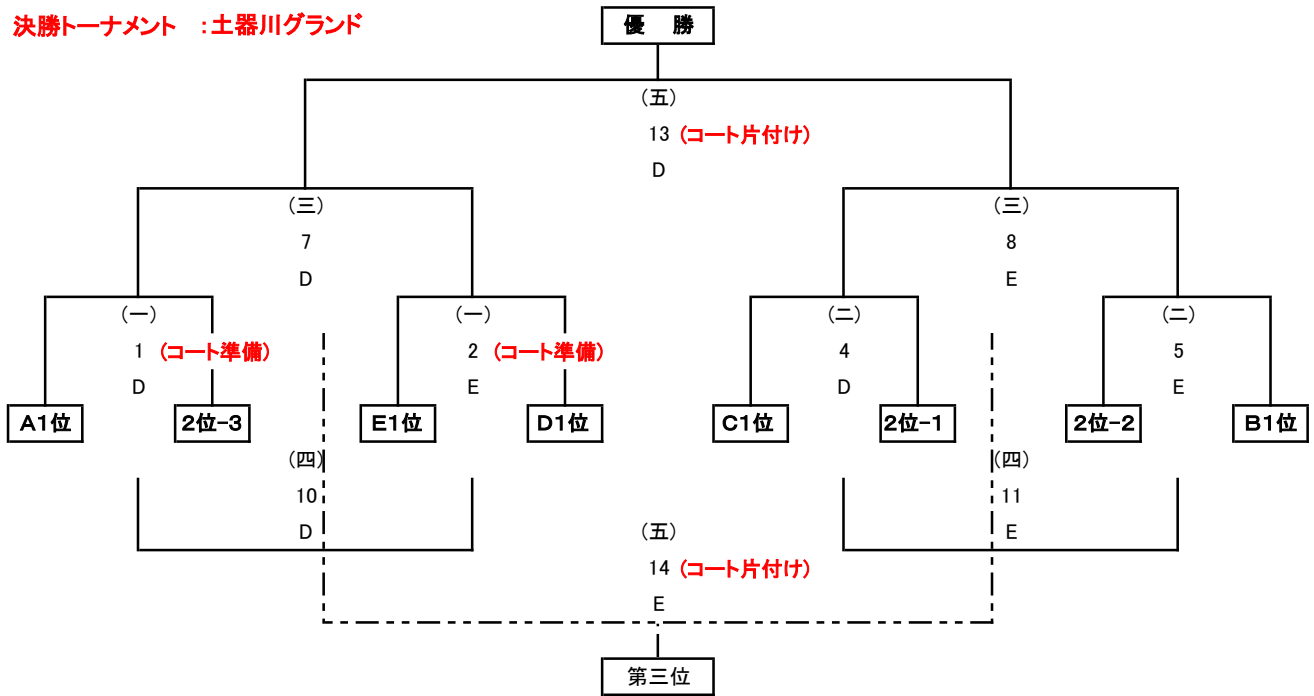 決勝トーナメント ：土器川グランド
優 勝
（五）
13 (コート片付け)
D
（三） （三）
7 8
D E
（一） （一） （二） （二）
1 (コート準備) 2 (コート準備) 4 5
D E D E
A1位 2位-3 E1位 D1位 C1位 2位-1 2位-2 B1位
（四） （四）
10 11
D E
（五）
14 (コート片付け)
E
第三位